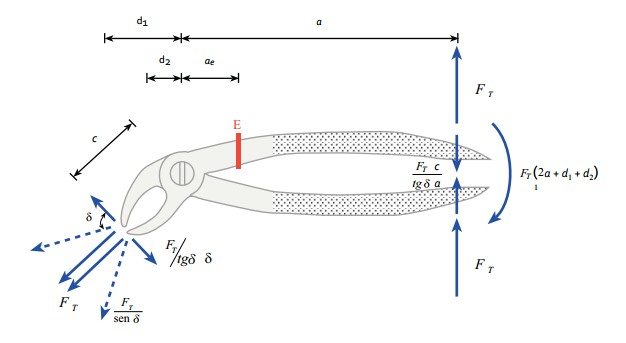 d₁
a
d₂
aₑ
E
c
F_T
F_T c
tg δ a
F_T(2a + d₁ + d₂)
1
δ
F_T/tgδ δ
F_T
F_T
F_T
sen δ